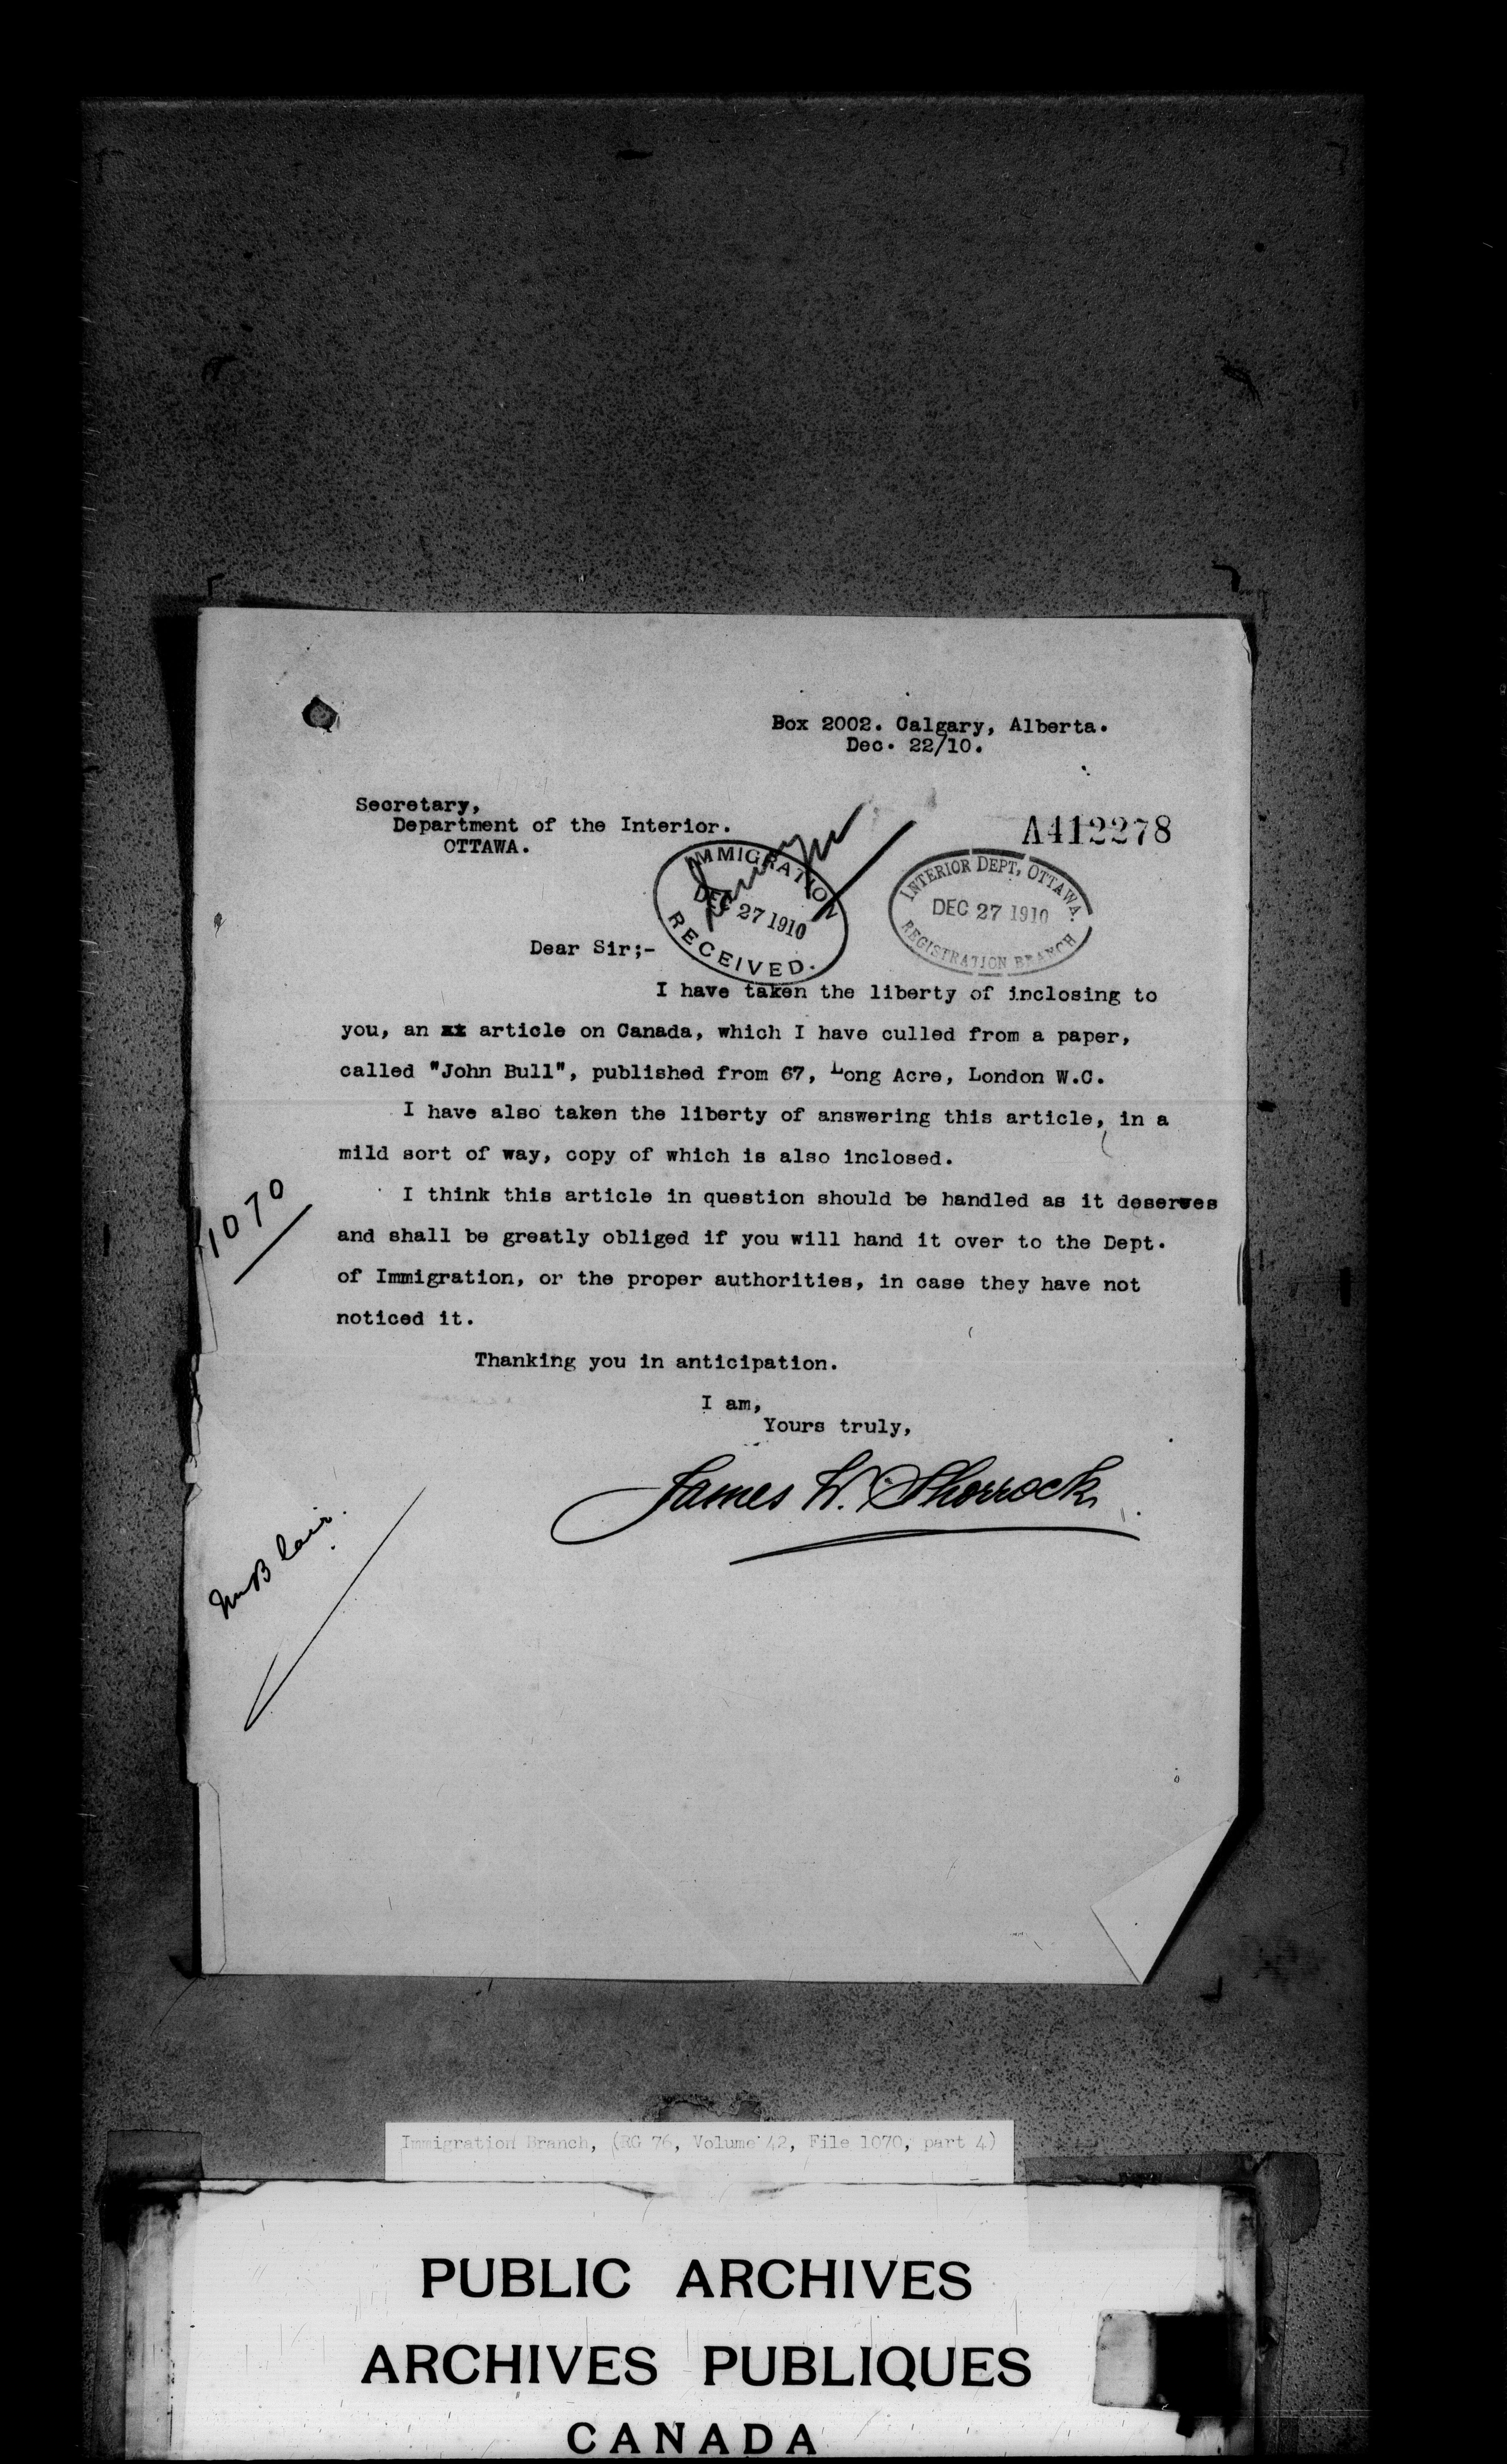 Box 2002. Calgary, Alberta.
Dec. 22/10.
Secretary,
Department of the Interior.
OTTAWA.
A412278
IMMIGRATION
DEC 27 1910
RECEIVED.
INTERIOR DEPT, OTTAWA.
DEC 27 1910
REGISTRATION BRANCH
Dear Sir;-
I have taken the liberty of inclosing to
you, an xx article on Canada, which I have culled from a paper,
called "John Bull", published from 67, Long Acre, London W.C.
I have also taken the liberty of answering this article, in a
mild sort of way, copy of which is also inclosed.
I think this article in question should be handled as it deserves
and shall be greatly obliged if you will hand it over to the Dept.
of Immigration, or the proper authorities, in case they have not
noticed it.
1070
Thanking you in anticipation.
I am,
Yours truly,
James W. Shorrock
Mr Blair.
Immigration Branch, (RG 76, Volume 42, File 1070, part 4)
PUBLIC ARCHIVES
ARCHIVES PUBLIQUES
CANADA